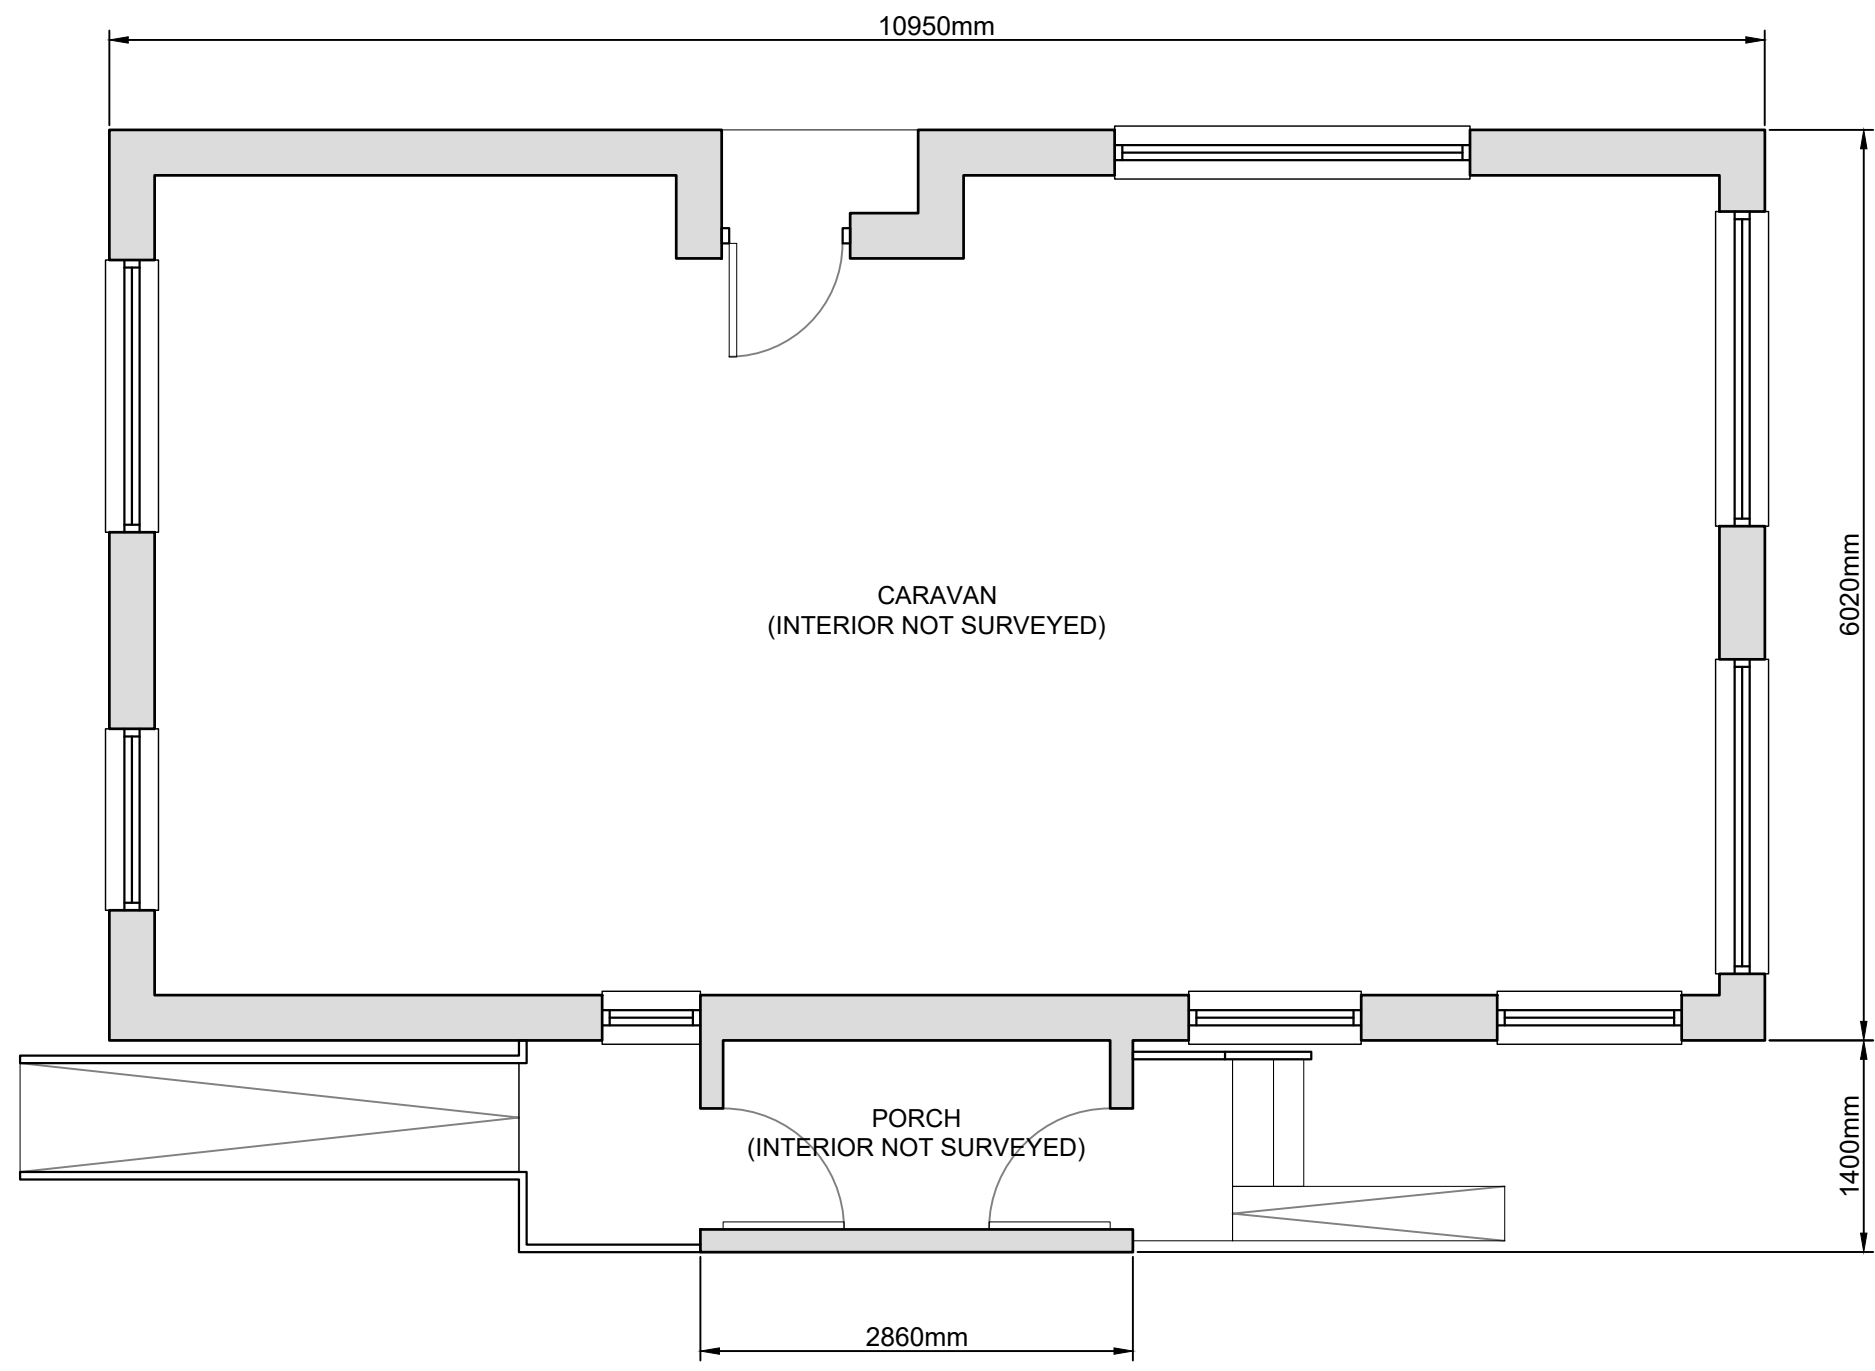 10950mm
6020mm
CARAVAN
(INTERIOR NOT SURVEYED)
PORCH
(INTERIOR NOT SURVEYED)
1400mm
2860mm